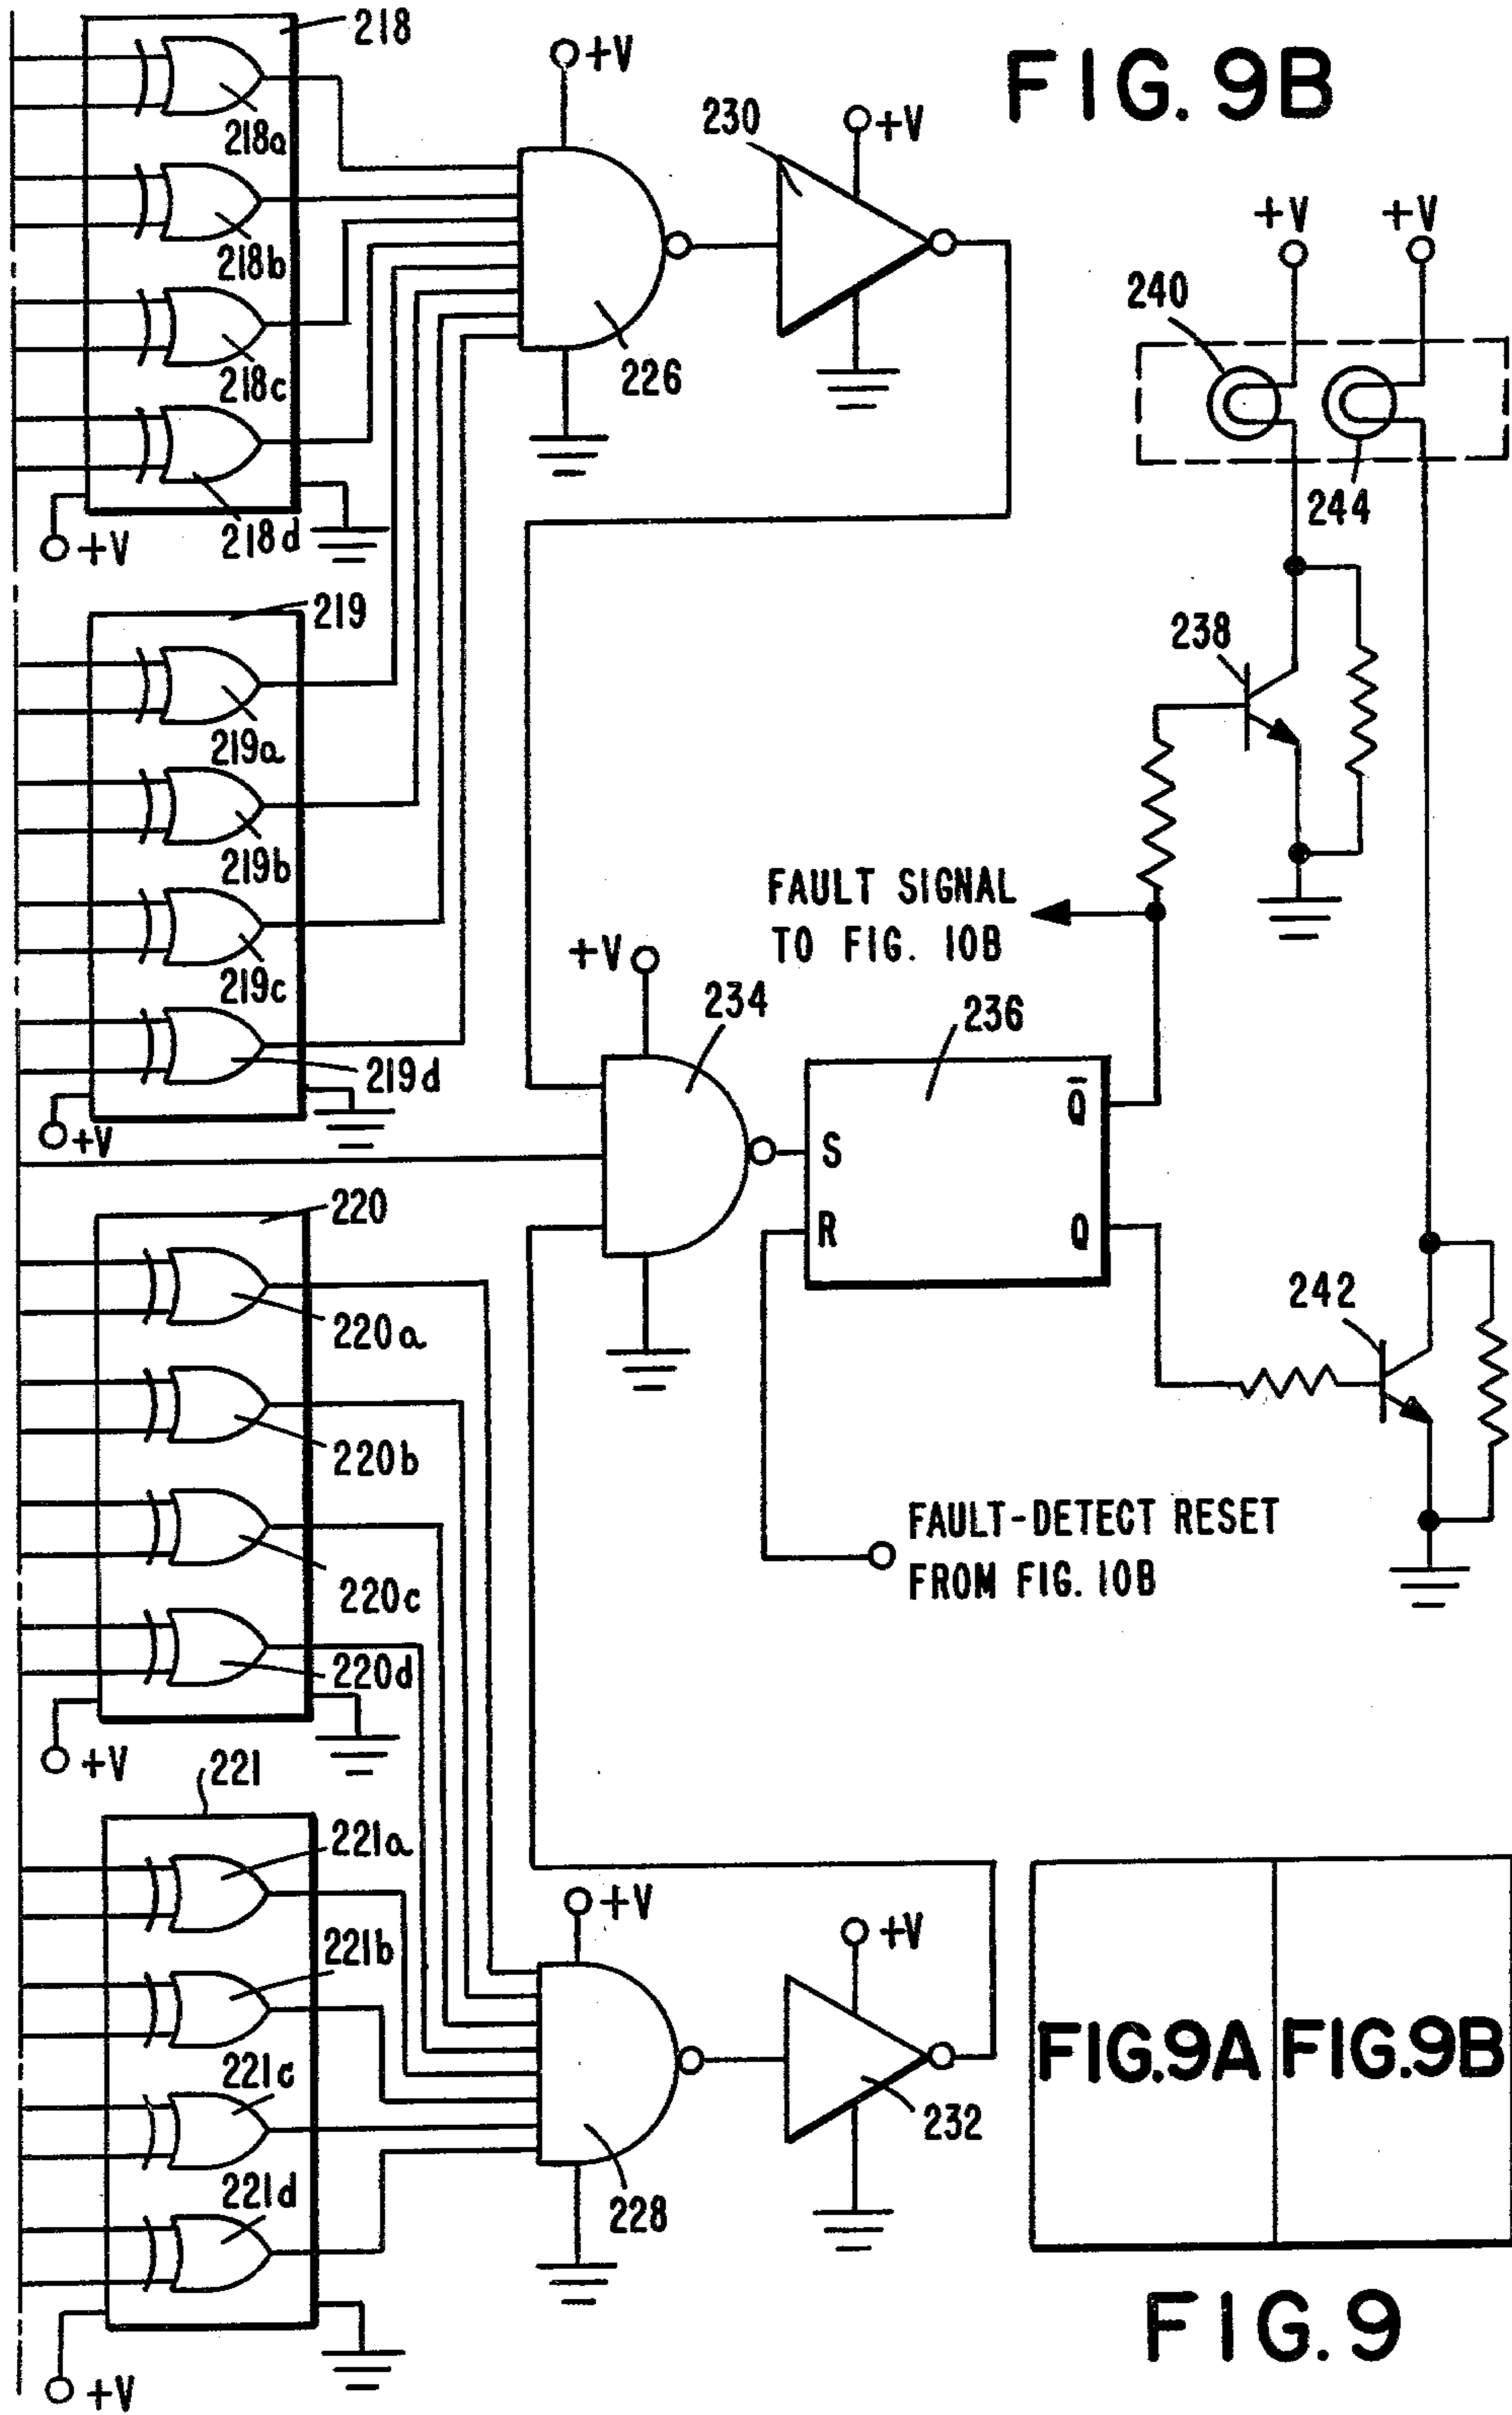 FIG. 9B
218
218a
218b
218c
218d
+V
+V
226
230
+V
+V
+V
240
244
219
219a
219b
219c
219d
+V
238
FAULT SIGNAL
TO FIG. 10B
+V
234
236
S
R
Q̅
Q
220
220a
220b
220c
220d
+V
242
FAULT-DETECT RESET
FROM FIG. 10B
221
221a
221b
221c
221d
+V
+V
228
+V
232
FIG.9A
FIG.9B
FIG. 9